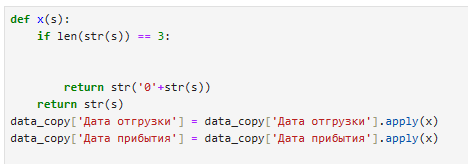 def x(s):
    if len(str(s)) == 3:
        return str('0'+str(s))
    return str(s)
data_copy['Дата отгрузки'] = data_copy['Дата отгрузки'].apply(x)
data_copy['Дата прибытия'] = data_copy['Дата прибытия'].apply(x)